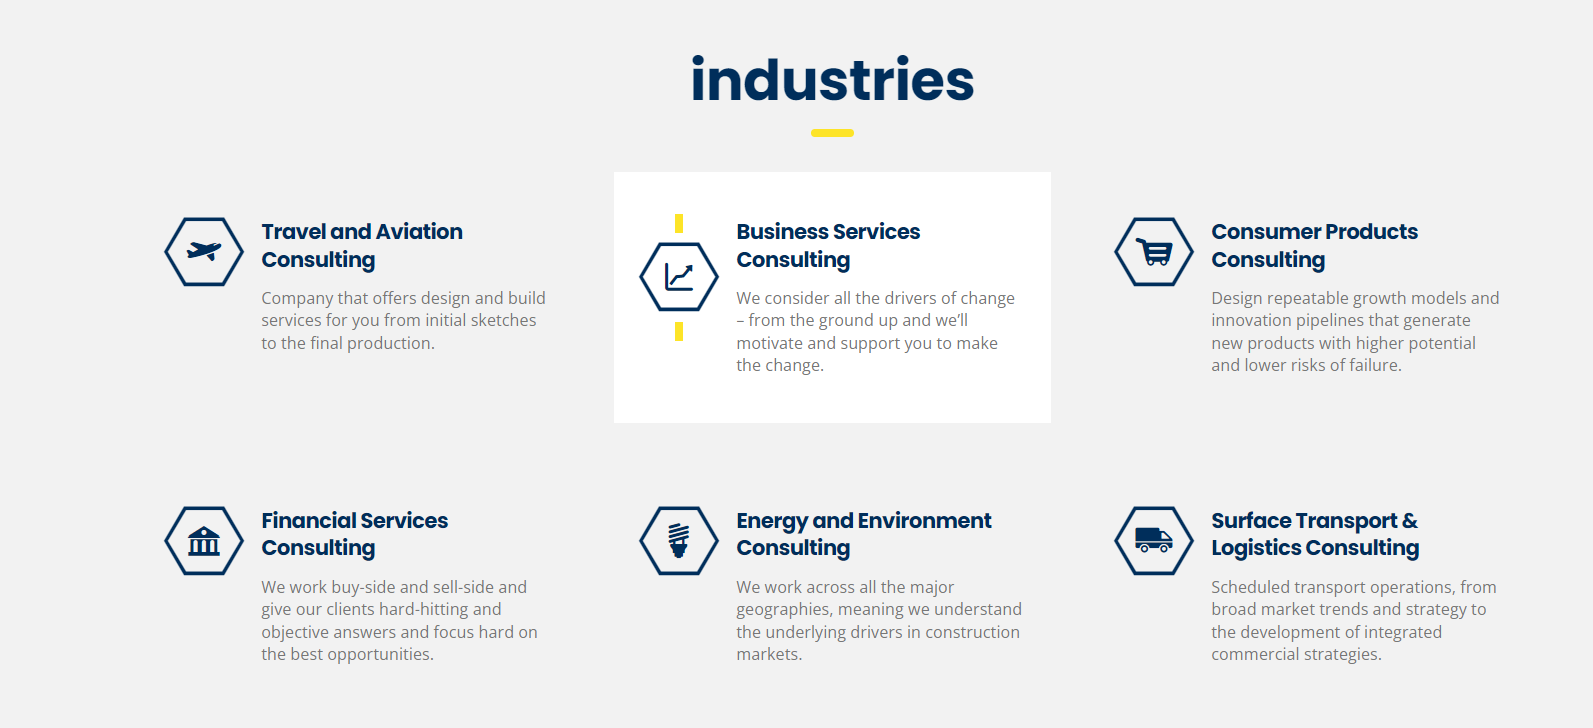 industries
Travel and Aviation
Consulting
Company that offers design and build
services for you from initial sketches
to the final production.
Business Services
Consulting
We consider all the drivers of change
– from the ground up and we’ll
motivate and support you to make
the change.
Consumer Products
Consulting
Design repeatable growth models and
innovation pipelines that generate
new products with higher potential
and lower risks of failure.
Financial Services
Consulting
We work buy-side and sell-side and
give our clients hard-hitting and
objective answers and focus hard on
the best opportunities.
Energy and Environment
Consulting
We work across all the major
geographies, meaning we understand
the underlying drivers in construction
markets.
Surface Transport &
Logistics Consulting
Scheduled transport operations, from
broad market trends and strategy to
the development of integrated
commercial strategies.